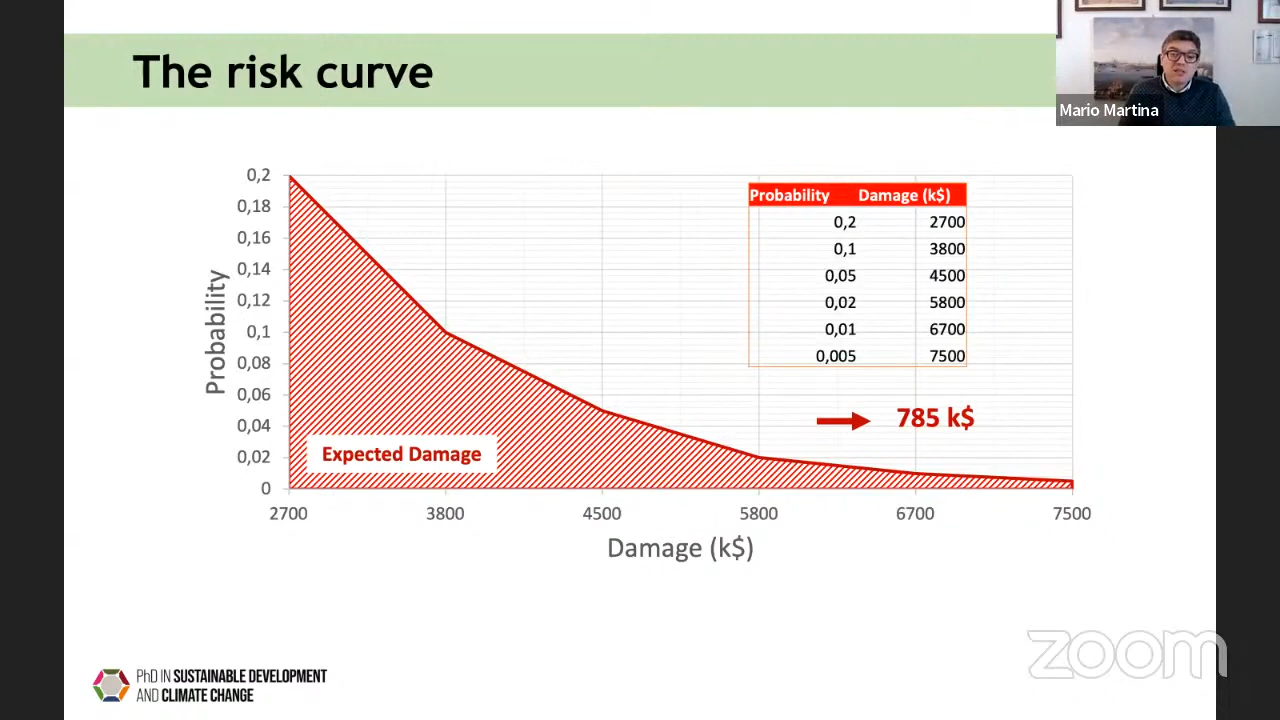 The risk curve
Mario Martina
Probability
0,2
0,18
0,16
0,14
0,12
0,1
0,08
0,06
0,04
0,02
0
Probability Damage (k$)
0,2 2700
0,1 3800
0,05 4500
0,02 5800
0,01 6700
0,005 7500
785 k$
Expected Damage
2700 3800 4500 5800 6700 7500
Damage (k$)
zoom
PhD IN SUSTAINABLE DEVELOPMENT
AND CLIMATE CHANGE